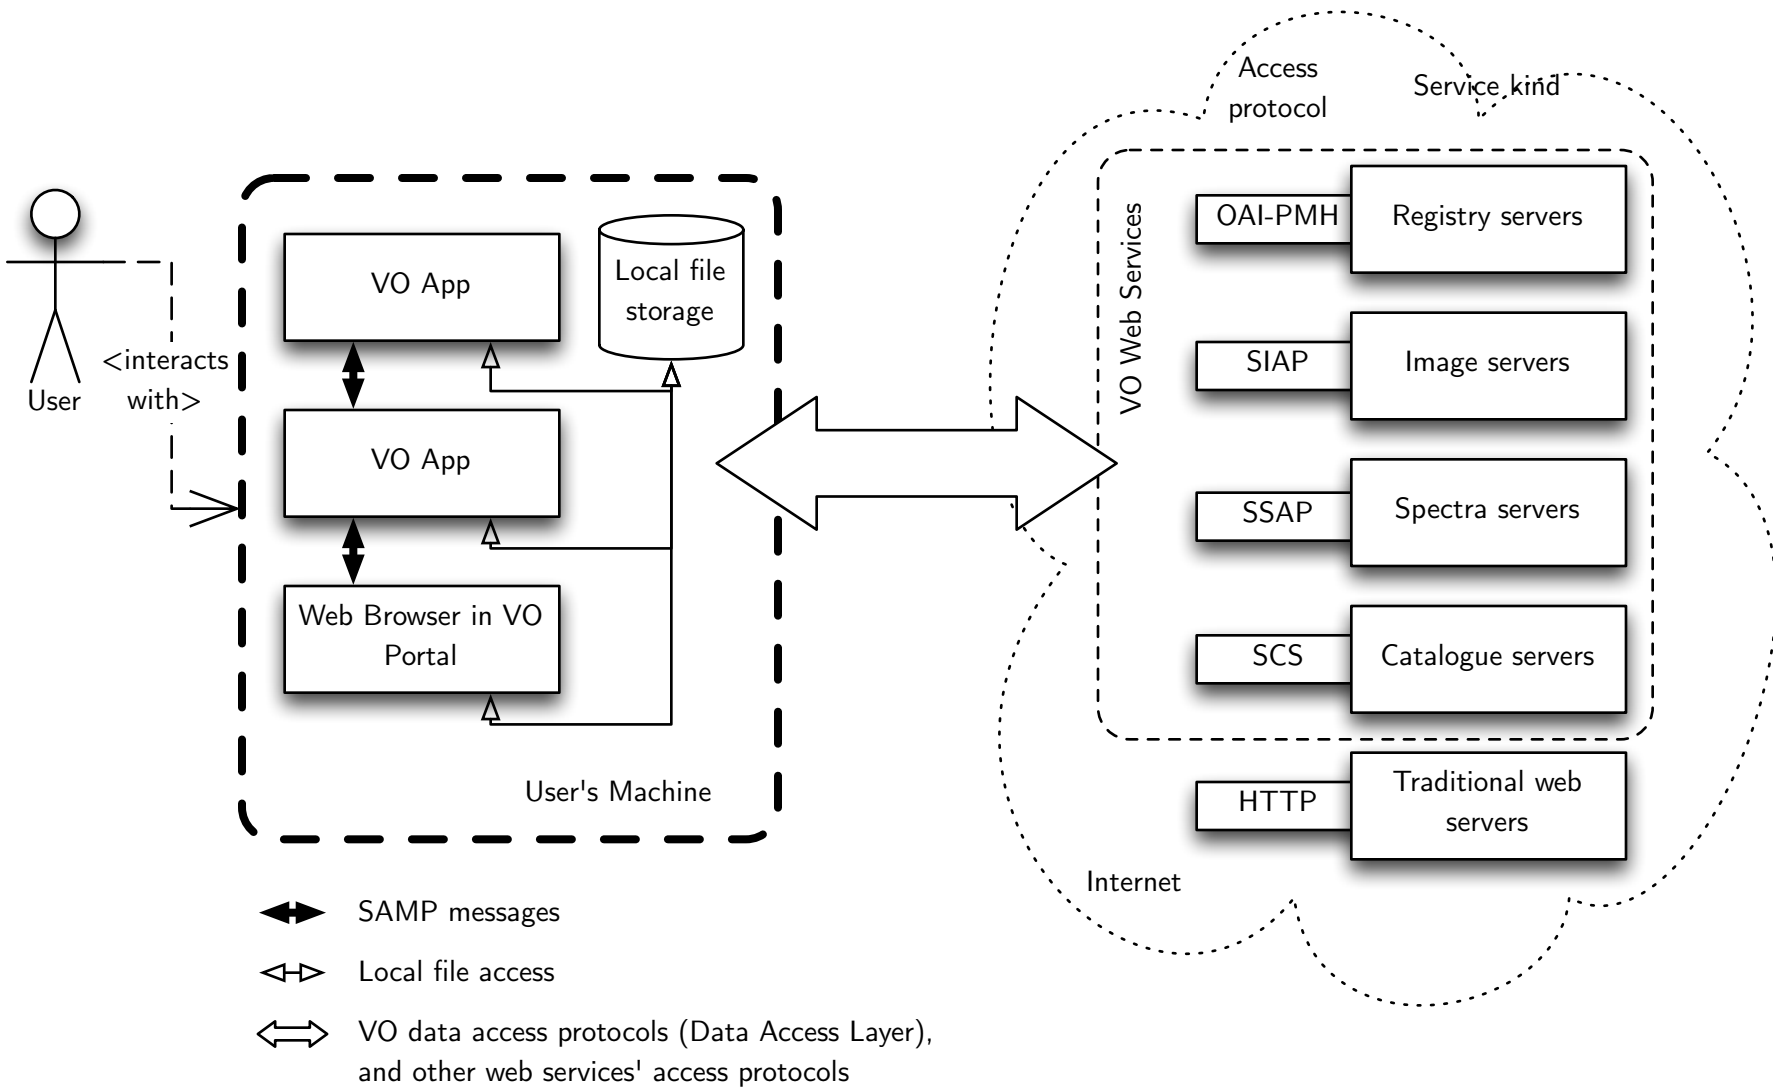 User
<interacts
with>
VO App
VO App
Web Browser in VO
Portal
Local file
storage
User's Machine
SAMP messages
Local file access
VO data access protocols (Data Access Layer),
and other web services' access protocols
Access
protocol
Service kind
VO Web Services
OAI-PMH
Registry servers
SIAP
Image servers
SSAP
Spectra servers
SCS
Catalogue servers
HTTP
Traditional web
servers
Internet